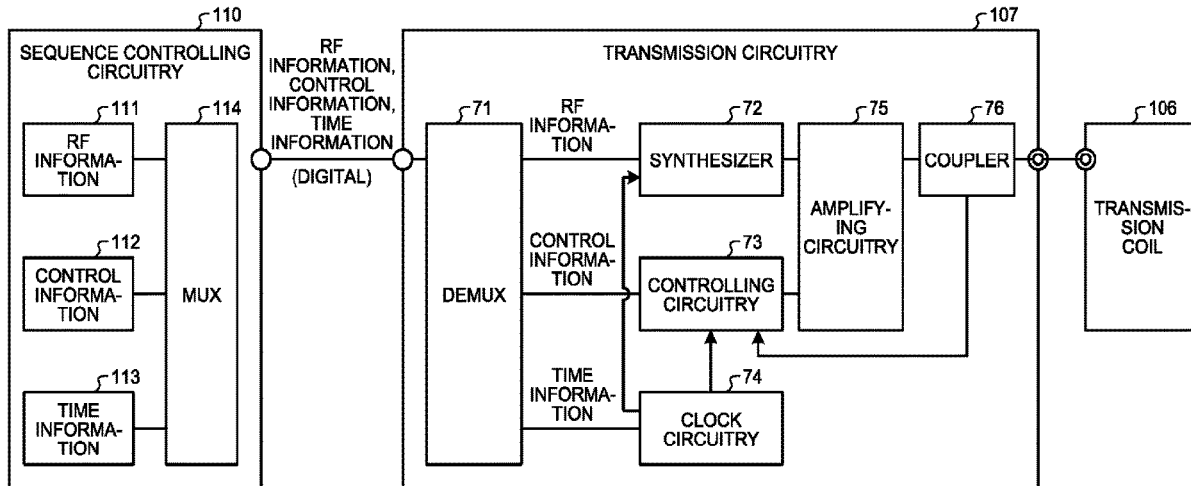 110
SEQUENCE CONTROLLING
CIRCUITRY
111
RF
INFORMA-
TION
112
CONTROL
INFORMA-
TION
113
TIME
INFORMA-
TION
114
MUX
RF
INFORMATION,
CONTROL
INFORMATION,
TIME
INFORMATION
(DIGITAL)
107
TRANSMISSION CIRCUITRY
71
DEMUX
RF
INFORMA-
TION
CONTROL
INFORMA-
TION
TIME
INFORMA-
TION
72
SYNTHESIZER
73
CONTROLLING
CIRCUITRY
74
CLOCK
CIRCUITRY
75
AMPLIFY-
ING
CIRCUITRY
76
COUPLER
106
TRANSMIS-
SION
COIL